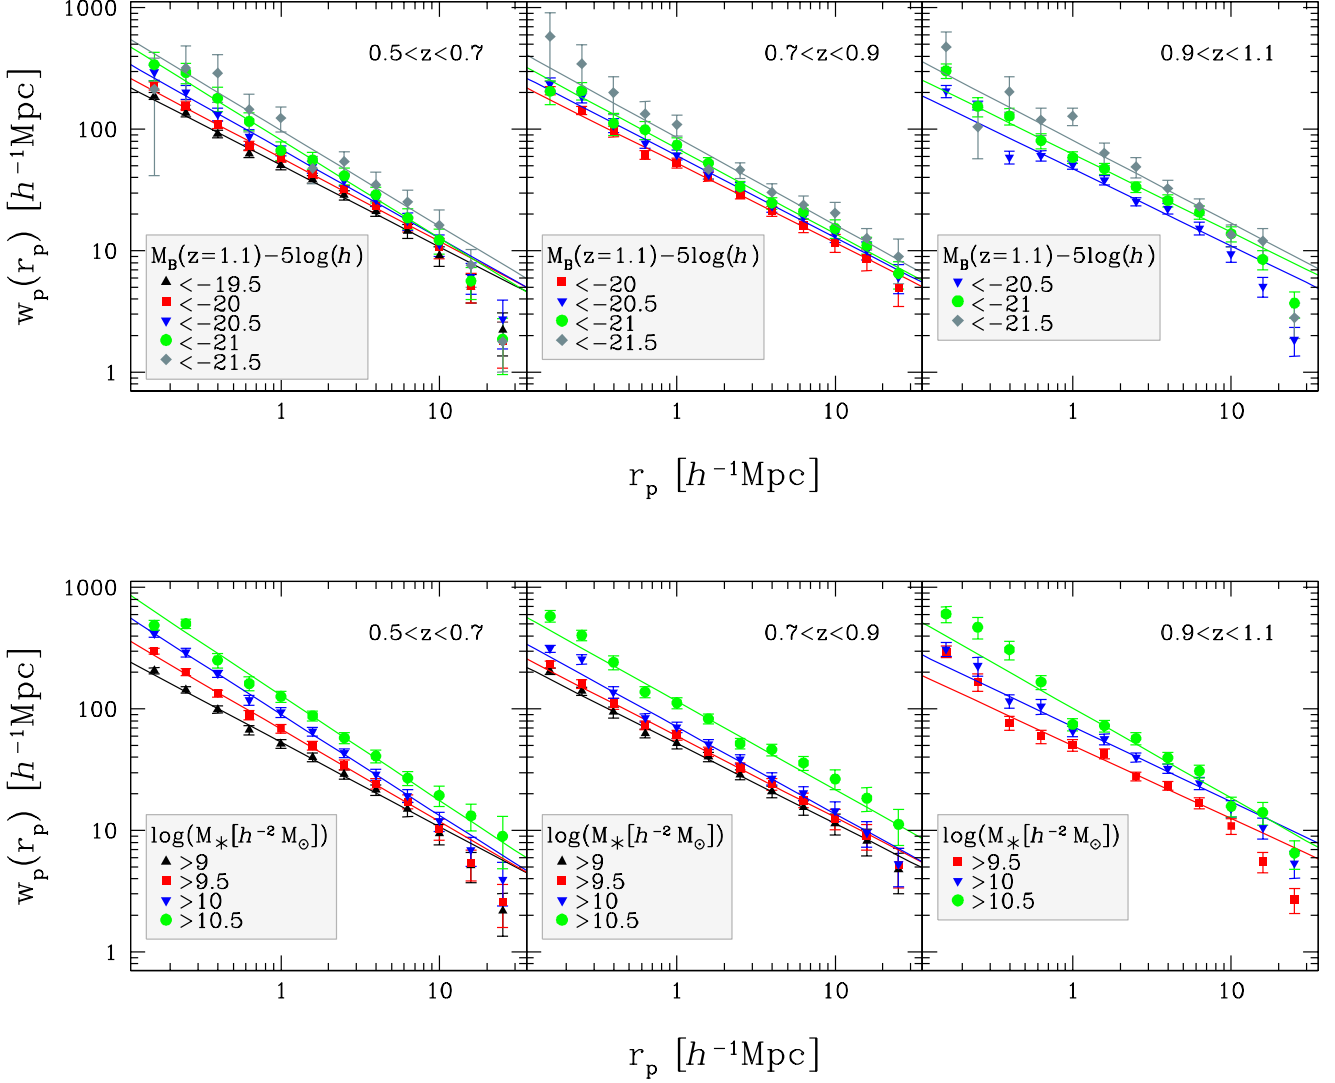 1000
100
10
1
w_p(r_p) [h⁻¹Mpc]
0.5<z<0.7
M_B(z=1.1)−5log(h)
<−19.5
<−20
<−20.5
<−21
<−21.5
0.7<z<0.9
M_B(z=1.1)−5log(h)
<−20
<−20.5
<−21
<−21.5
0.9<z<1.1
M_B(z=1.1)−5log(h)
<−20.5
<−21
<−21.5
1 10 1 10 1 10
r_p [h⁻¹Mpc]
1000
100
10
1
w_p(r_p) [h⁻¹Mpc]
0.5<z<0.7
log(M_*[h⁻² M_⊙])
>9
>9.5
>10
>10.5
0.7<z<0.9
log(M_*[h⁻² M_⊙])
>9
>9.5
>10
>10.5
0.9<z<1.1
log(M_*[h⁻² M_⊙])
>9.5
>10
>10.5
1 10 1 10 1 10
r_p [h⁻¹Mpc]